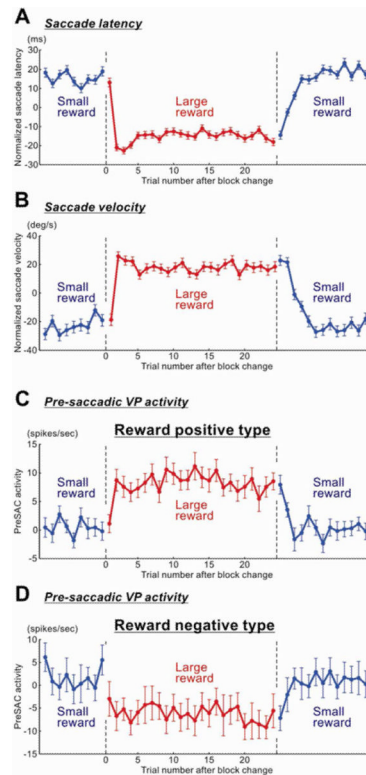 A Saccade latency
(ms)
Normalized saccade latency
30
20
10
0
-10
-20
-30
Small
reward
Large
reward
Small
reward
0 5 10 15 20
Trial number after block change
B Saccade velocity
(deg/s)
Normalized saccade velocity
40
20
0
-20
-40
Small
reward
Large
reward
Small
reward
0 5 10 15 20
Trial number after block change
C Pre-saccadic VP activity
(spikes/sec)
Reward positive type
PreSAC activity
15
10
5
0
-5
Small
reward
Large
reward
Small
reward
0 5 10 15 20
Trial number after block change
D Pre-saccadic VP activity
(spikes/sec)
Reward negative type
PreSAC activity
10
5
0
-5
-10
-15
Small
reward
Large
reward
Small
reward
0 5 10 15 20
Trial number after block change